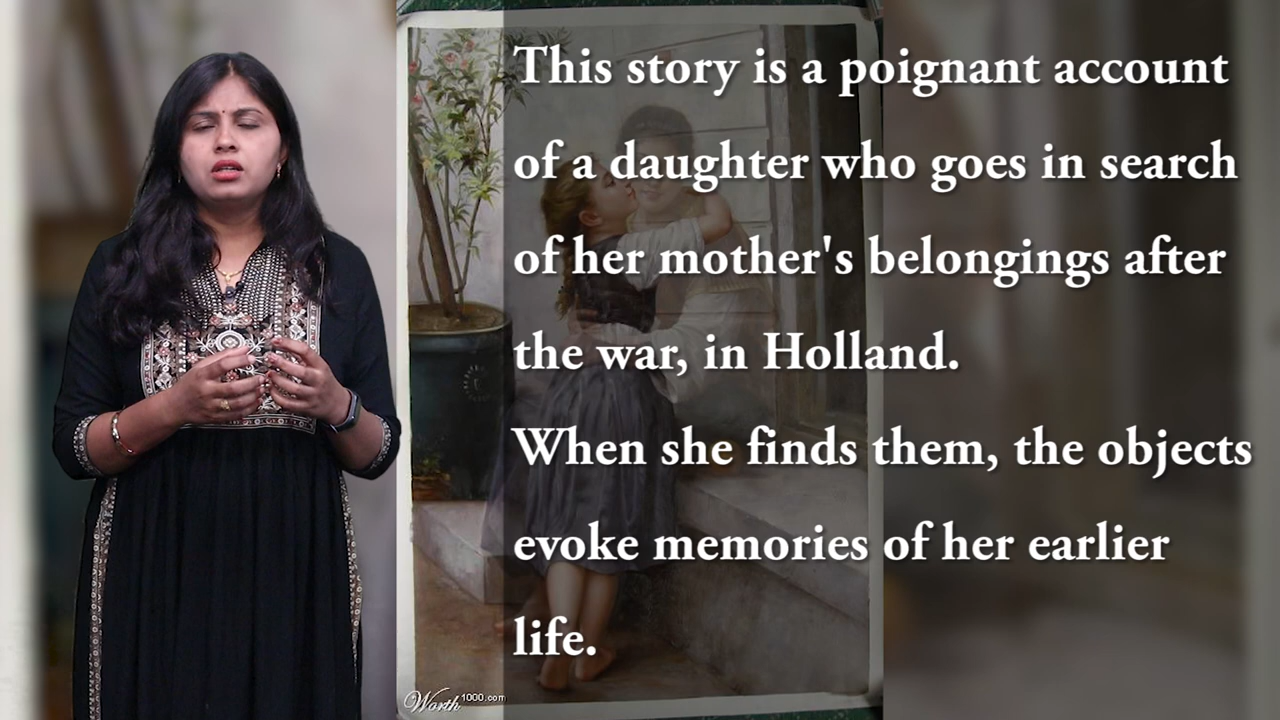 This story is a poignant account
of a daughter who goes in search
of her mother's belongings after
the war, in Holland.
When she finds them, the objects
evoke memories of her earlier
life.
Worth1000.com